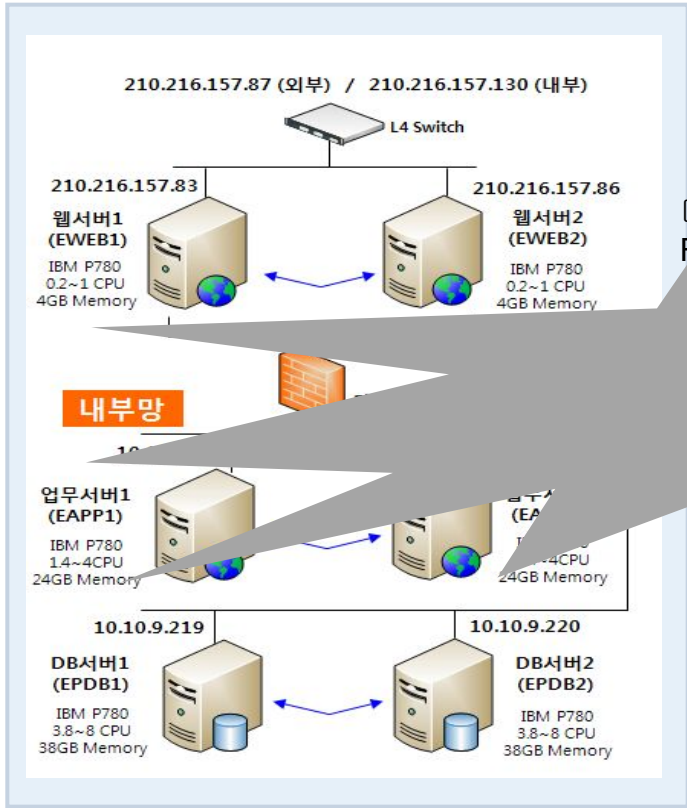 210.216.157.87 (외부) / 210.216.157.130 (내부)
L4 Switch
210.216.157.83
210.216.157.86
웹서버1
(EWEB1)
웹서버2
(EWEB2)
IBM P780
0.2~1 CPU
4GB Memory
IBM P780
0.2~1 CPU
4GB Memory
내부망
업무서버1
(EAPP1)
IBM P780
1.4~4CPU
24GB Memory
24GB Memory
10.10.9.219
10.10.9.220
DB서버1
(EPDB1)
DB서버2
(EPDB2)
IBM P780
3.8~8 CPU
38GB Memory
IBM P780
3.8~8 CPU
38GB Memory